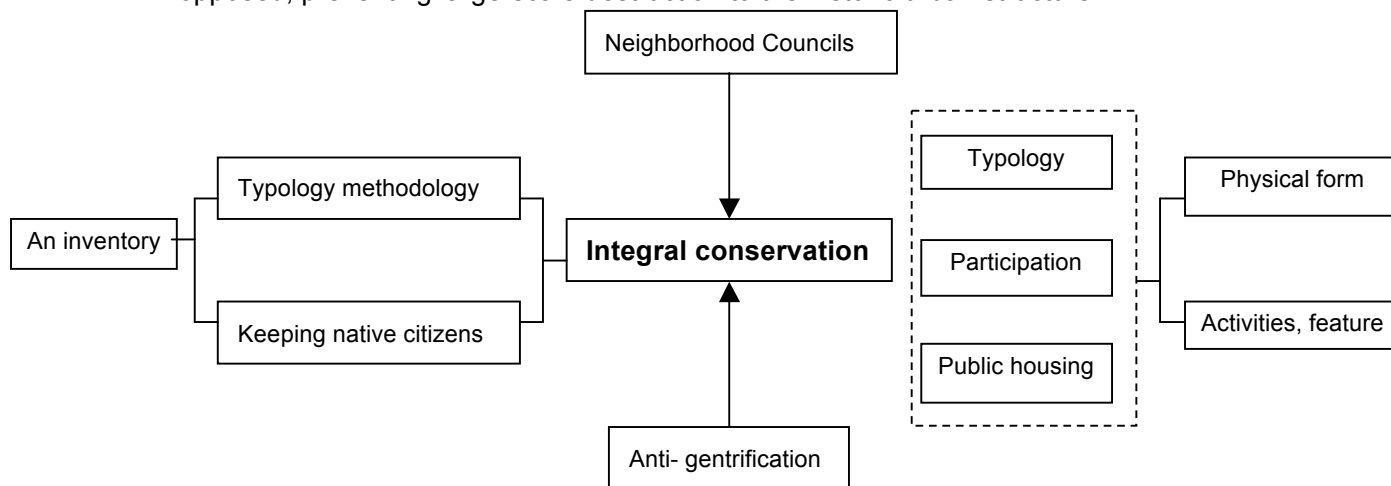 Neighborhood Councils
Typology
Typology methodology
Physical form
An inventory
Integral conservation
Participation
Keeping native citizens
Activities, feature
Public housing
Anti- gentrification